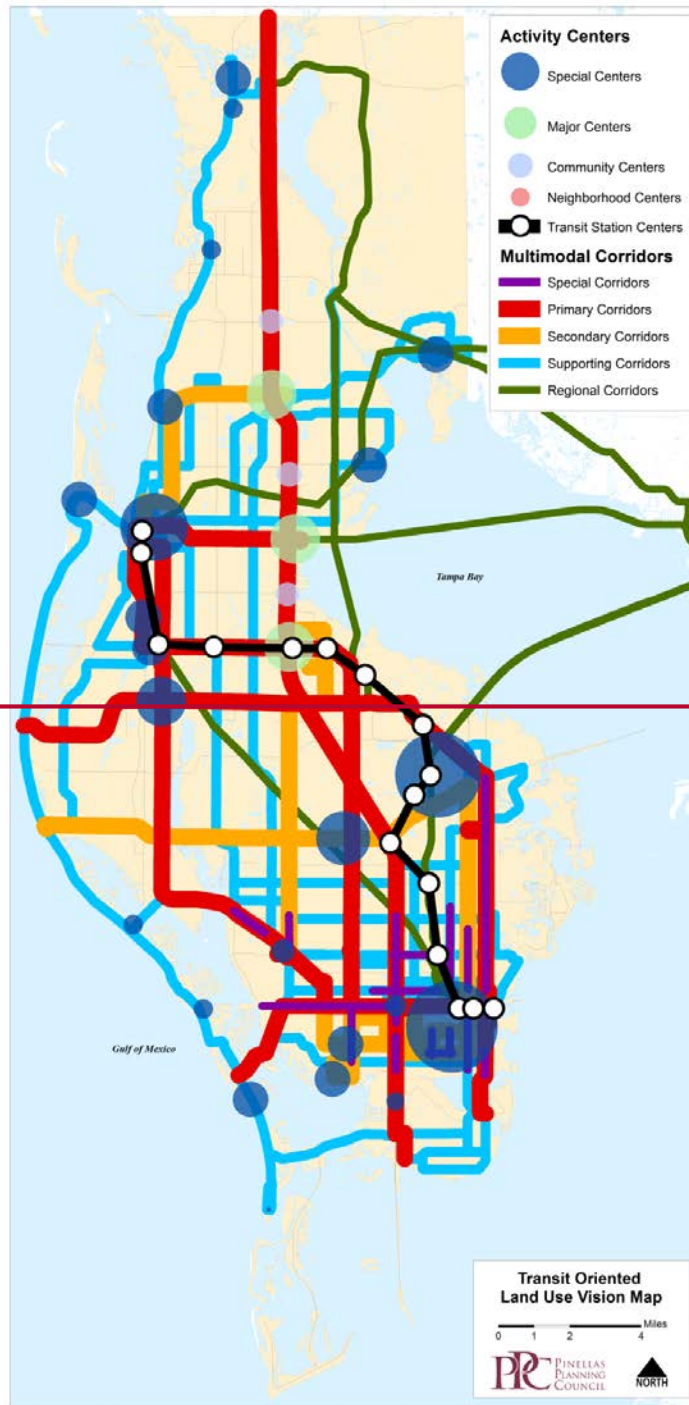 Activity Centers
Special Centers
Major Centers
Community Centers
Neighborhood Centers
Transit Station Centers
Multimodal Corridors
Special Corridors
Primary Corridors
Secondary Corridors
Supporting Corridors
Regional Corridors
Tampa Bay
Gulf of Mexico
Transit Oriented
Land Use Vision Map
Miles
0 1 2 4
PPC PINELLAS
PLANNING
COUNCIL
NORTH